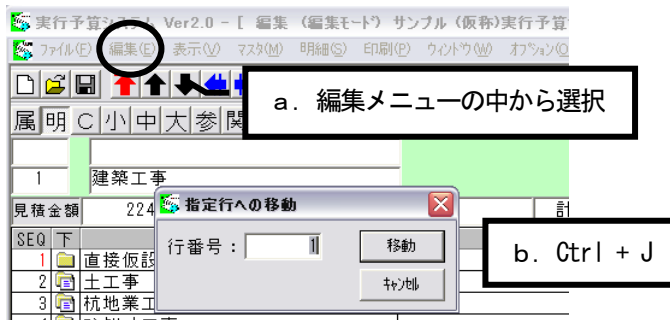 実行予算システム Ver2.0 - [ 編集 (編集モード) サンプル (仮称)実行予算
ファイル(F) 編集(E) 表示(V) マスタ(M) 明細(S) 印刷(P) ウィンドウ(W) オプション(O
a. 編集メニューの中から選択
属 明 C 小 中 大 参 関
1 建築工事
指定行への移動
見積金額 224
計
行番号： 1 移動
キャンセル
b. Ctrl + J
SEQ 下
1 直接仮設
2 土工事
3 杭地業工